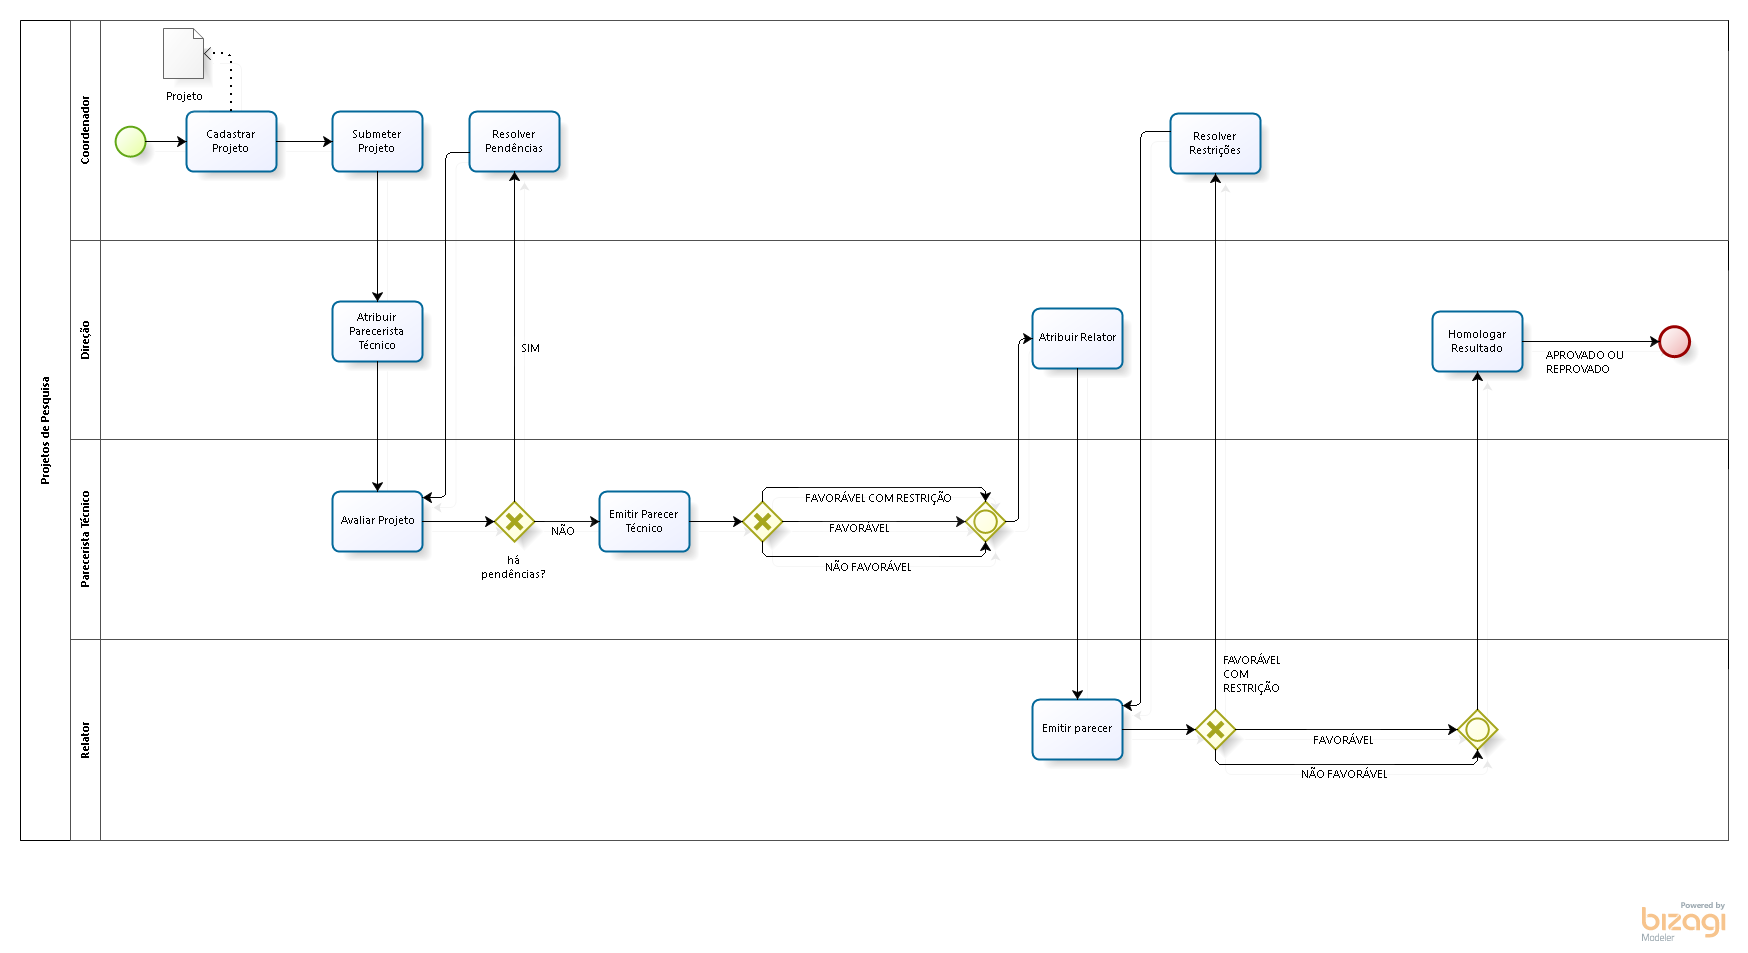 Projetos de Pesquisa
Coordenador
Projeto
Cadastrar
Projeto
Submeter
Projeto
Resolver
Pendências
Resolver
Restrições
Direção
Atribuir
Parecerista
Técnico
SIM
Atribuir Relator
Homologar
Resultado
APROVADO OU
REPROVADO
Parecerista Técnico
Avaliar Projeto
há
pendências?
NÃO
Emitir Parecer
Técnico
FAVORÁVEL COM RESTRIÇÃO
FAVORÁVEL
NÃO FAVORÁVEL
Relator
Emitir parecer
FAVORÁVEL
COM
RESTRIÇÃO
FAVORÁVEL
NÃO FAVORÁVEL
Powered by
bizagi
Modeler